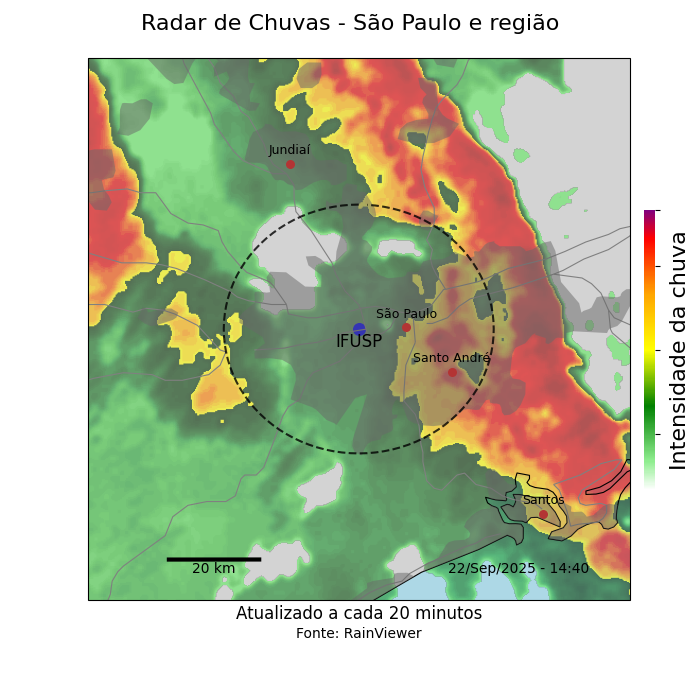 Radar de Chuvas - São Paulo e região
Jundiaí
São Paulo
IFUSP
Santo André
Santos
20 km
22/Sep/2025 - 14:40
Intensidade da chuva
Atualizado a cada 20 minutos
Fonte: RainViewer